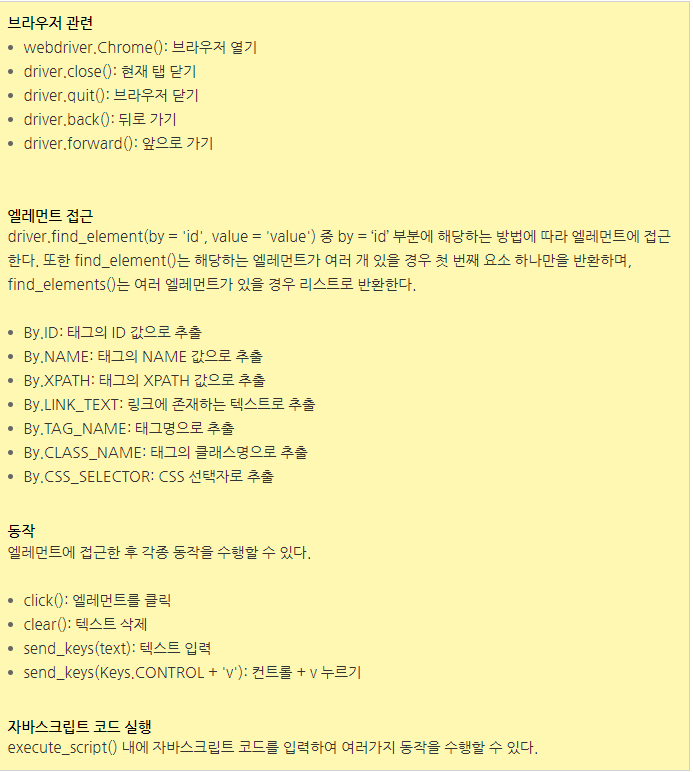 브라우저 관련
• webdriver.Chrome(): 브라우저 열기
• driver.close(): 현재 탭 닫기
• driver.quit(): 브라우저 닫기
• driver.back(): 뒤로 가기
• driver.forward(): 앞으로 가기
엘레먼트 접근
driver.find_element(by = 'id', value = 'value') 중 by = ‘id’ 부분에 해당하는 방법에 따라 엘레먼트에 접근
한다. 또한 find_element()는 해당하는 엘레먼트가 여러 개 있을 경우 첫 번째 요소 하나만을 반환하며,
find_elements()는 여러 엘레먼트가 있을 경우 리스트로 반환한다.
• By.ID: 태그의 ID 값으로 추출
• By.NAME: 태그의 NAME 값으로 추출
• By.XPATH: 태그의 XPATH 값으로 추출
• By.LINK_TEXT: 링크에 존재하는 텍스트로 추출
• By.TAG_NAME: 태그명으로 추출
• By.CLASS_NAME: 태그의 클래스명으로 추출
• By.CSS_SELECTOR: CSS 선택자로 추출
동작
엘레먼트에 접근한 후 각종 동작을 수행할 수 있다.
• click(): 엘레먼트를 클릭
• clear(): 텍스트 삭제
• send_keys(text): 텍스트 입력
• send_keys(Keys.CONTROL + 'v'): 컨트롤 + v 누르기
자바스크립트 코드 실행
execute_script() 내에 자바스크립트 코드를 입력하여 여러가지 동작을 수행할 수 있다.